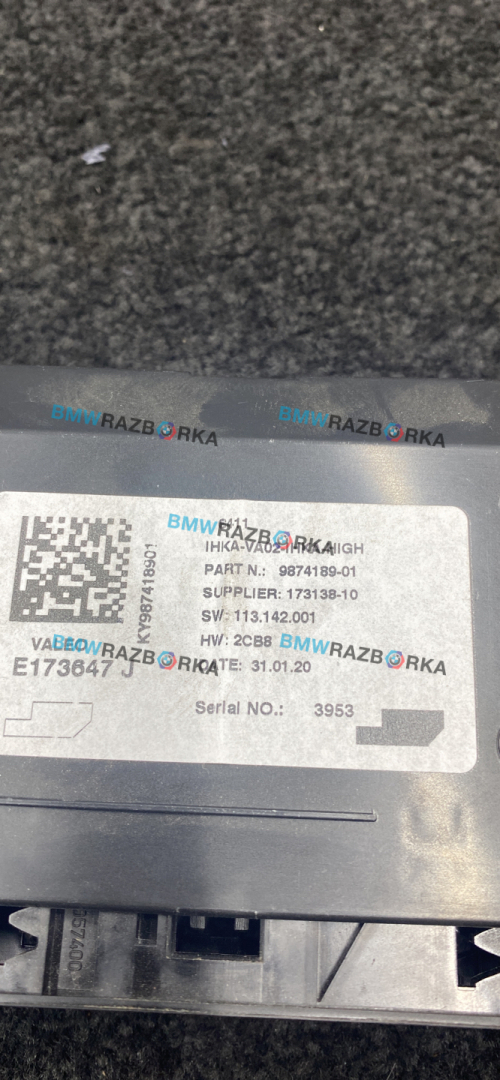 BMWRAZBORKA
BMWRAZBORKA
6411
BMWRAZBORKA
IHKA-VA02 IHKA HIGH
PART N.: 9874189-01
SUPPLIER: 173138-10
SW: 113.142.001
HW: 2CB8
DATE: 31.01.20
Serial NO.: 3953
KY987418901
VALEO
E173647 J
BMWRAZBORKA
BMWRAZBORKA